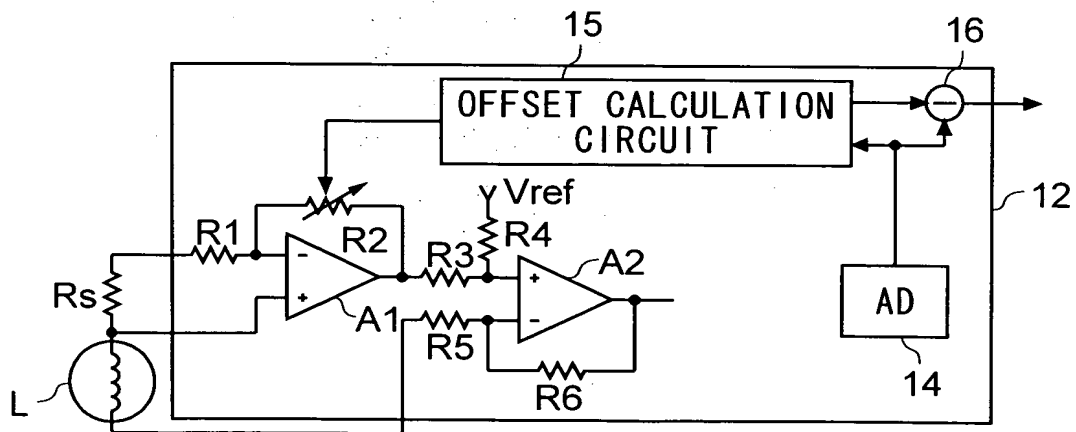 15
16
OFFSET CALCULATION
CIRCUIT
Vref
12
R1
R2
R3
R4
A2
Rs
-
+
A1
+
-
R5
R6
AD
14
L